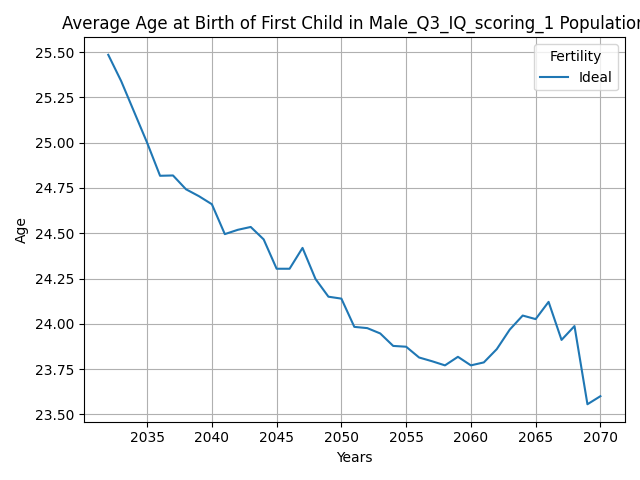 Average Age at Birth of First Child in Male_Q3_IQ_scoring_1 Population
Fertility
Ideal
25.50
25.25
25.00
24.75
24.50
24.25
24.00
23.75
23.50
Age
2035 2040 2045 2050 2055 2060 2065 2070
Years